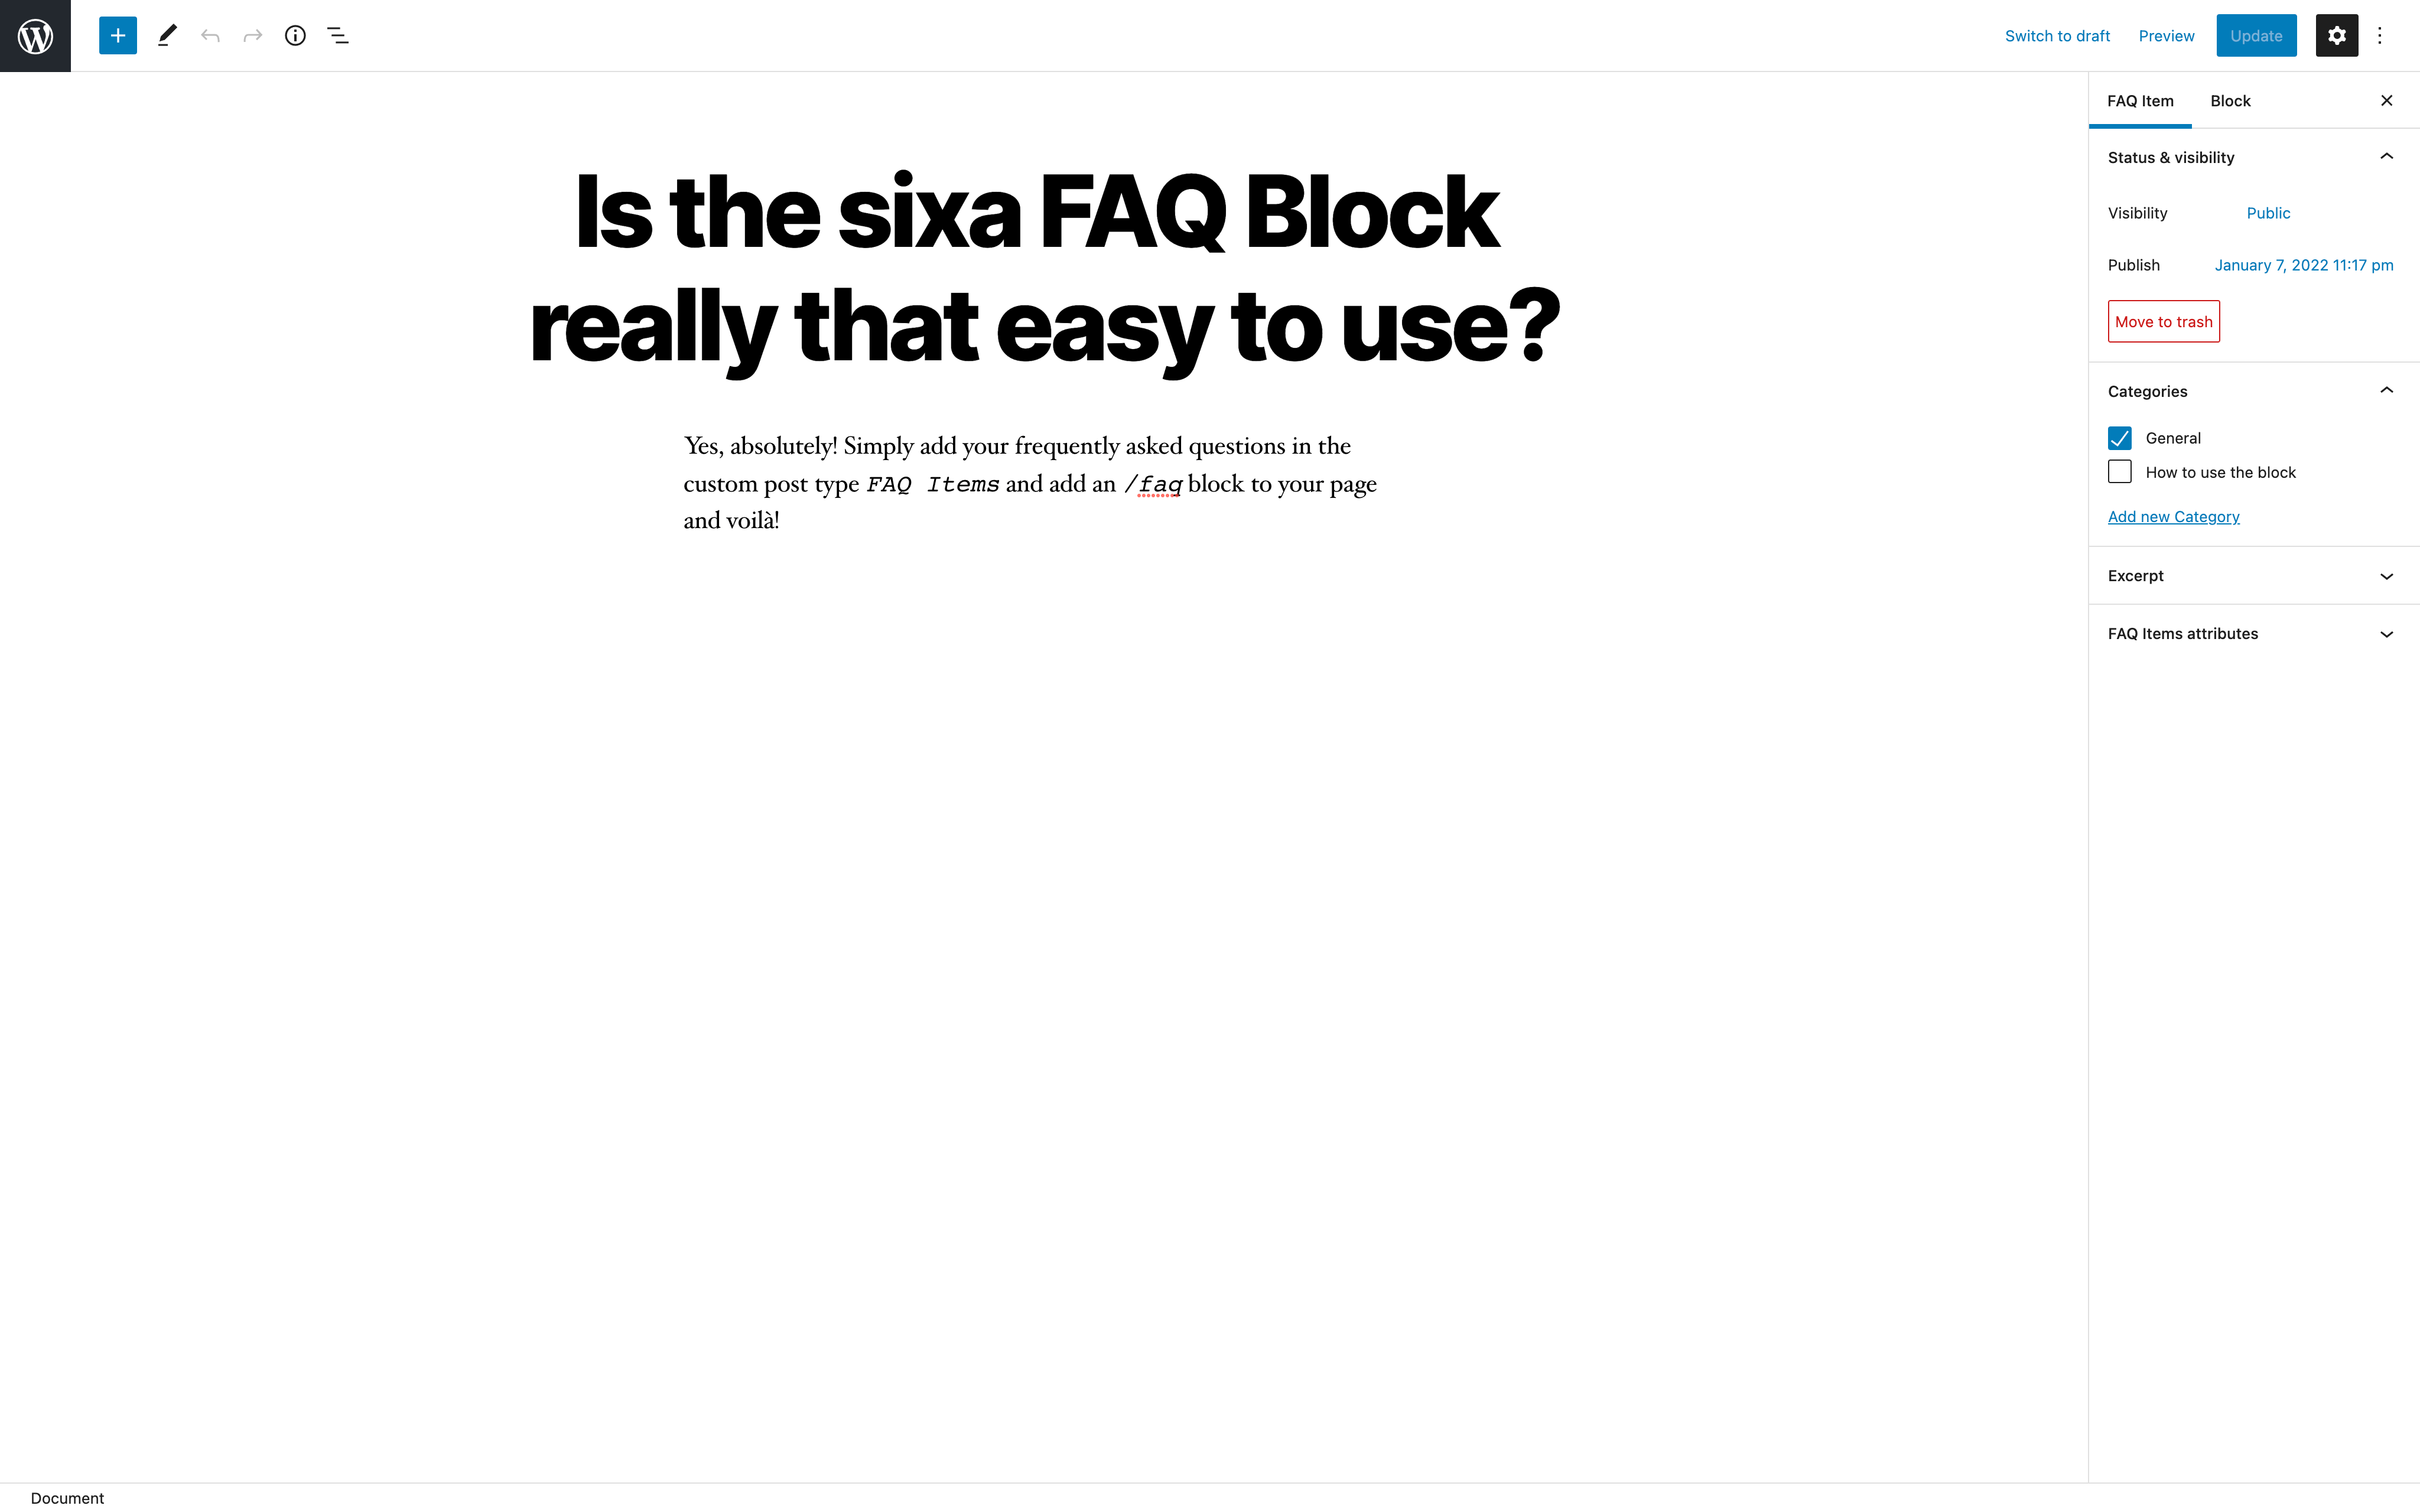 Switch to draft Preview Update
FAQ Item Block
Is the sixa FAQ Block
really that easy to use?
Yes, absolutely! Simply add your frequently asked questions in the
custom post type FAQ Items and add an /faq block to your page
and voilà!
Status & visibility
Visibility Public
Publish January 7, 2022 11:17 pm
Move to trash
Categories
General
How to use the block
Add new Category
Excerpt
FAQ Items attributes
Document